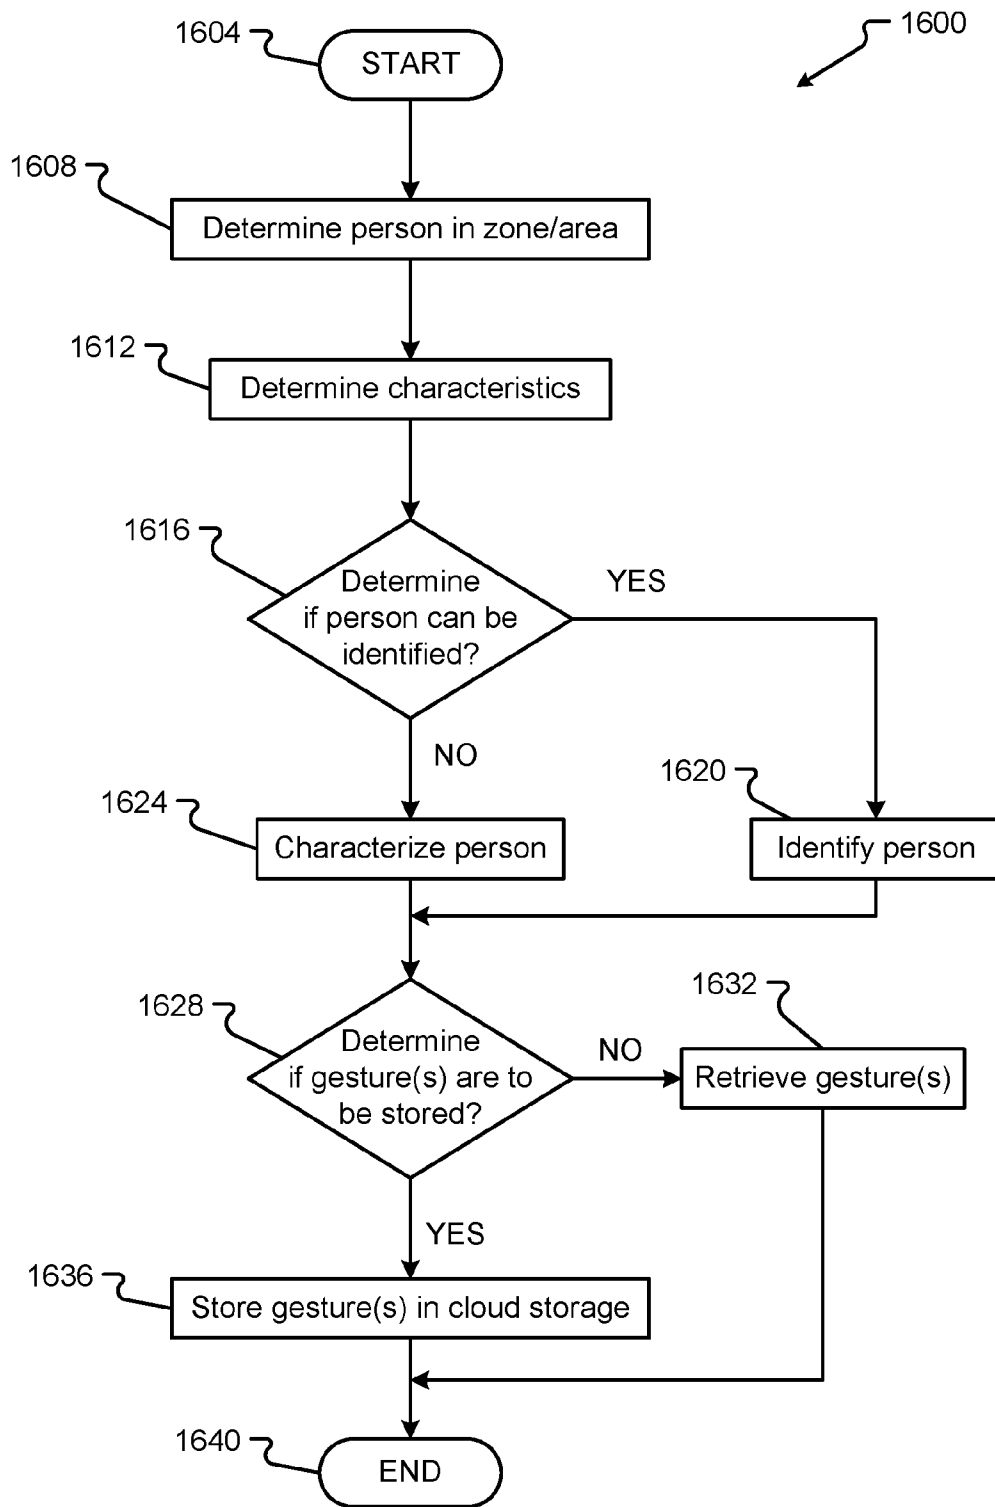 1600
1604
START
1608
Determine person in zone/area
1612
Determine characteristics
1616
Determine
if person can be
identified?
YES
NO
1620
1624
Characterize person
Identify person
1628
Determine
if gesture(s) are to
be stored?
NO
1632
Retrieve gesture(s)
YES
1636
Store gesture(s) in cloud storage
1640
END